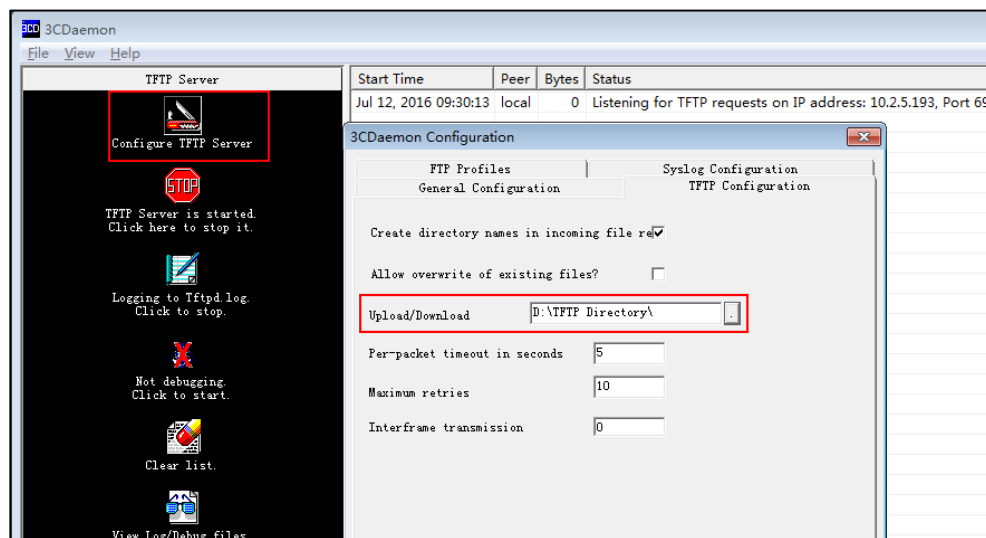 3CD 3CDaemon
File View Help
TFTP Server
Configure TFTP Server
STOP
TFTP Server is started.
Click here to stop it.
Logging to Tftpd.log.
Click to stop.
Not debugging.
Click to start.
Clear list.
View Log/Debug files
Start Time Peer Bytes Status
Jul 12, 2016 09:30:13 local 0 Listening for TFTP requests on IP address: 10.2.5.193, Port 69
3CDaemon Configuration
FTP Profiles Syslog Configuration
General Configuration TFTP Configuration
Create directory names in incoming file re
Allow overwrite of existing files?
Upload/Download D:\TFTP Directory\ .
Per-packet timeout in seconds 5
Maximum retries 10
Interframe transmission 0